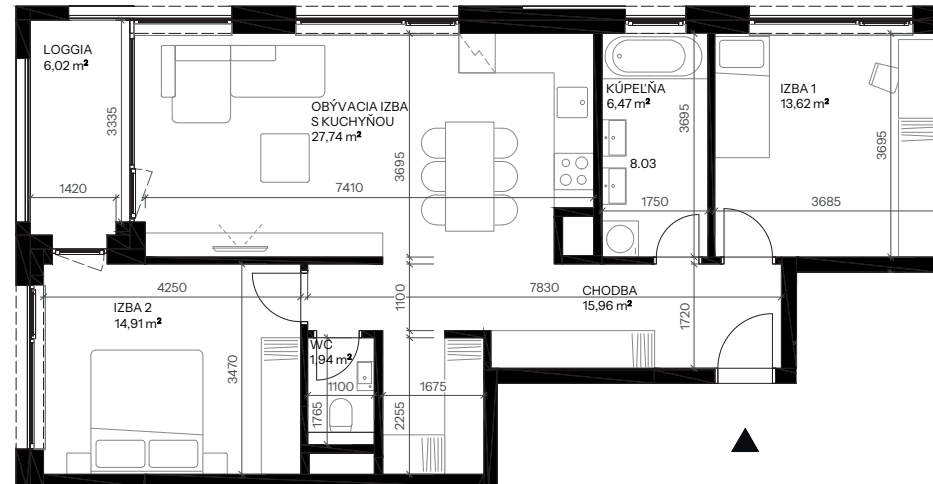 LOGGIA
6,02 m²
3335
1420
OBÝVACIA IZBA
S KUCHYŇOU
27,74 m²
3695
7410
KÚPEĽŇA
6,47 m²
3695
8.03
1750
IZBA 1
13,62 m²
3695
3685
4250
IZBA 2
14,91 m²
3470
1100
7830
CHODBA
15,96 m²
1720
WC
1,94 m²
1100
1765
1675
2255